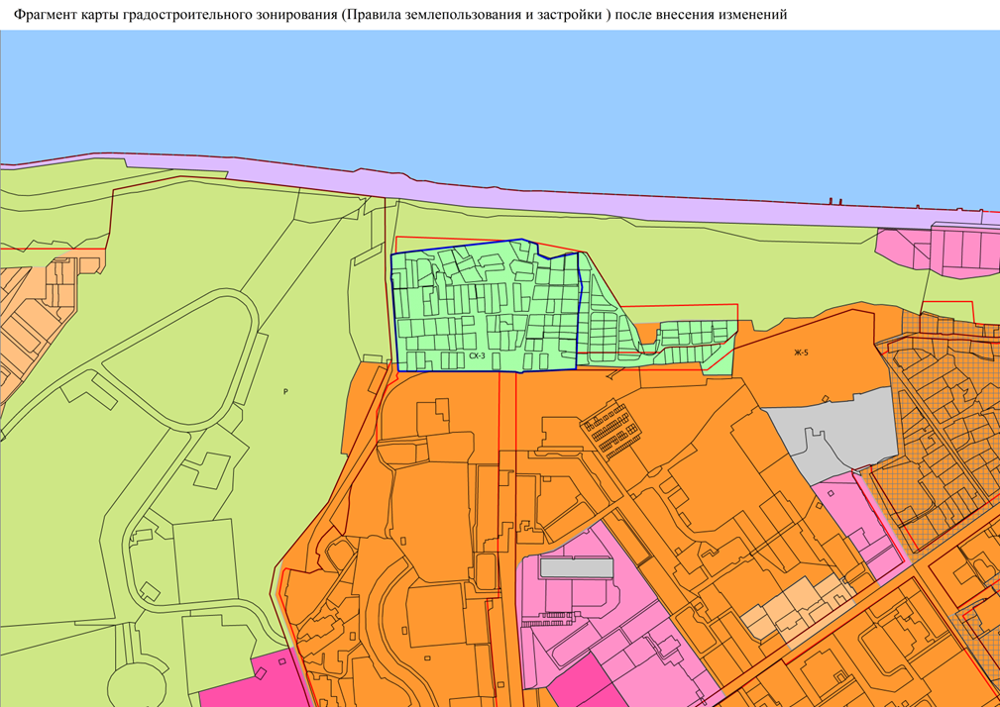 Фрагмент карты градостроительного зонирования (Правила землепользования и застройки ) после внесения изменений
СХ-3
Ж-5
Р